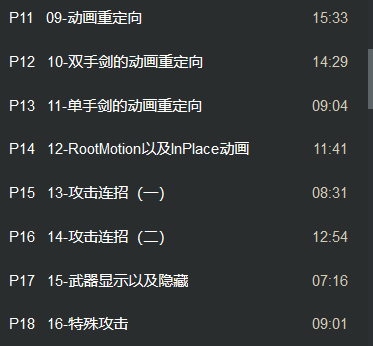 P11 09-动画重定向 15:33
P12 10-双手剑的动画重定向 14:29
P13 11-单手剑的动画重定向 09:04
P14 12-RootMotion以及InPlace动画 11:41
P15 13-攻击连招（一） 08:31
P16 14-攻击连招（二） 12:54
P17 15-武器显示以及隐藏 07:16
P18 16-特殊攻击 09:01